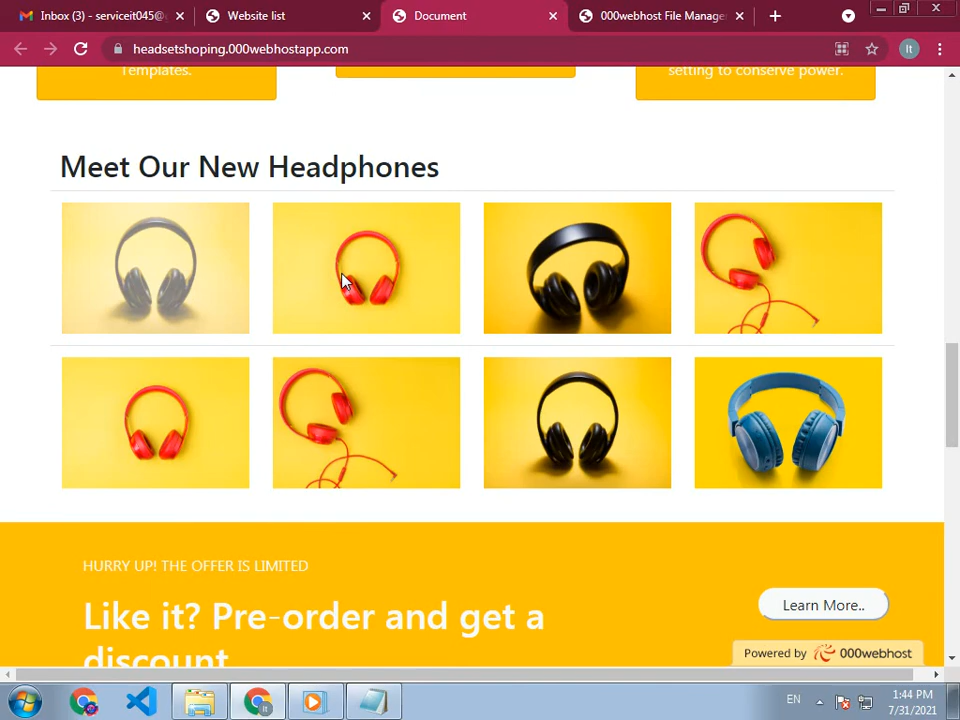 Inbox (3) - serviceit045@
Website list
Document
000webhost File Manage
headsetshoping.000webhostapp.com
It
Templates.
setting to conserve power.
Meet Our New Headphones
HURRY UP! THE OFFER IS LIMITED
Like it? Pre-order and get a
discount
Learn More..
Powered by 000webhost
It
EN
1:44 PM
7/31/2021